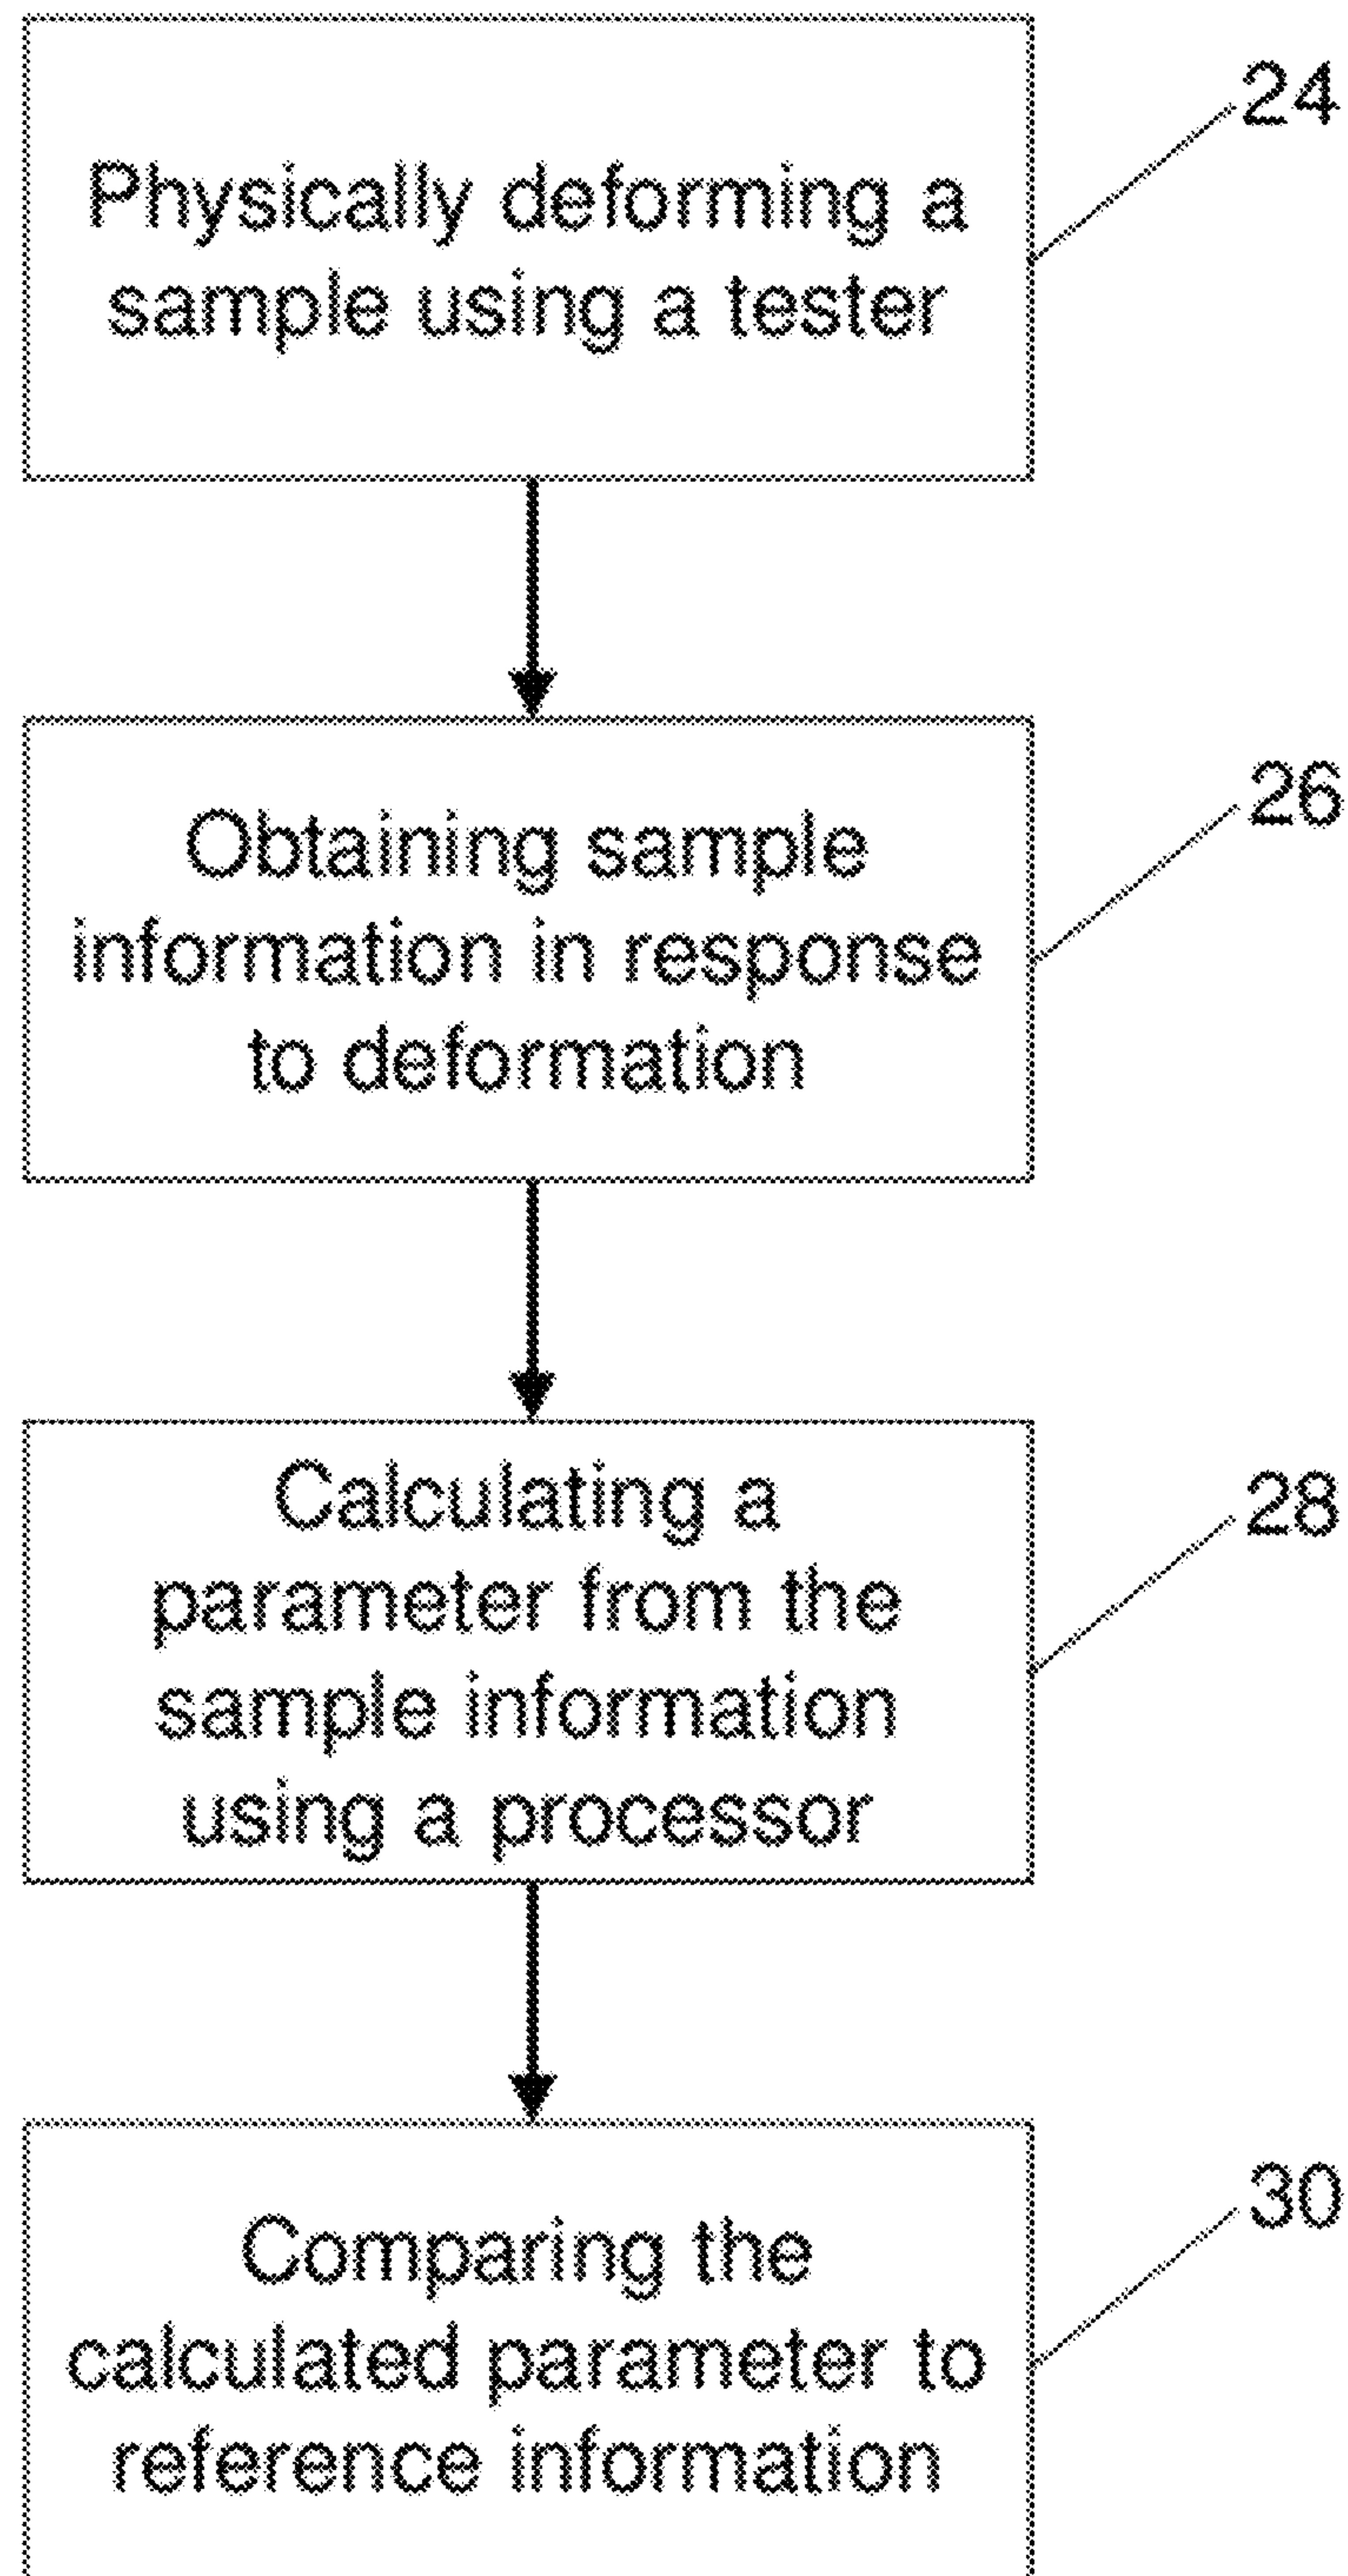 24
Physically deforming a
sample using a tester
26
Obtaining sample
information in response
to deformation
28
Calculating a
parameter from the
sample information
using a processor
30
Comparing the
calculated parameter to
reference information